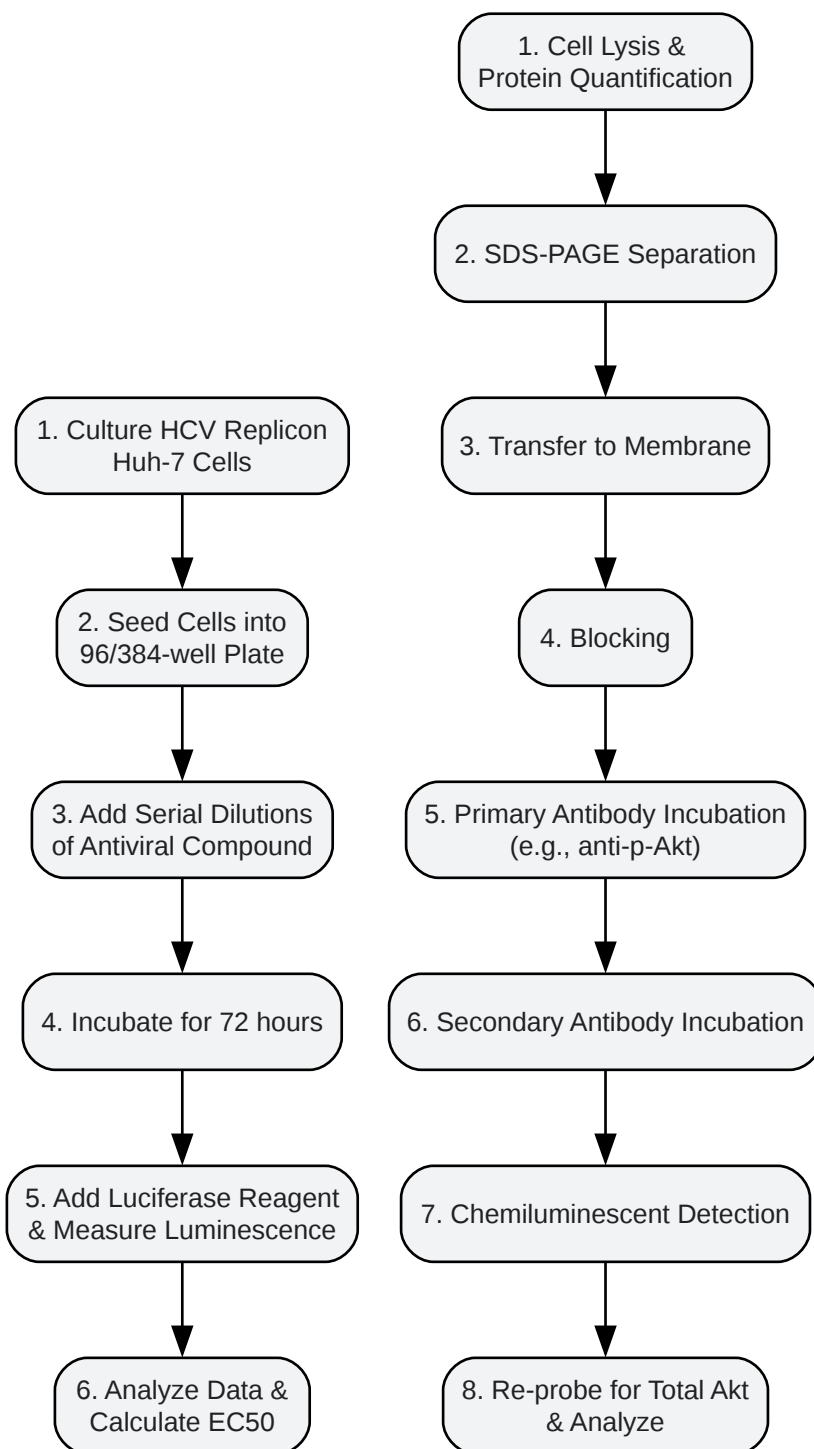 1. Culture HCV Replicon
Huh-7 Cells
2. Seed Cells into
96/384-well Plate
3. Add Serial Dilutions
of Antiviral Compound
4. Incubate for 72 hours
5. Add Luciferase Reagent
& Measure Luminescence
6. Analyze Data &
Calculate EC50
1. Cell Lysis &
Protein Quantification
2. SDS-PAGE Separation
3. Transfer to Membrane
4. Blocking
5. Primary Antibody Incubation
(e.g., anti-p-Akt)
6. Secondary Antibody Incubation
7. Chemiluminescent Detection
8. Re-probe for Total Akt
& Analyze